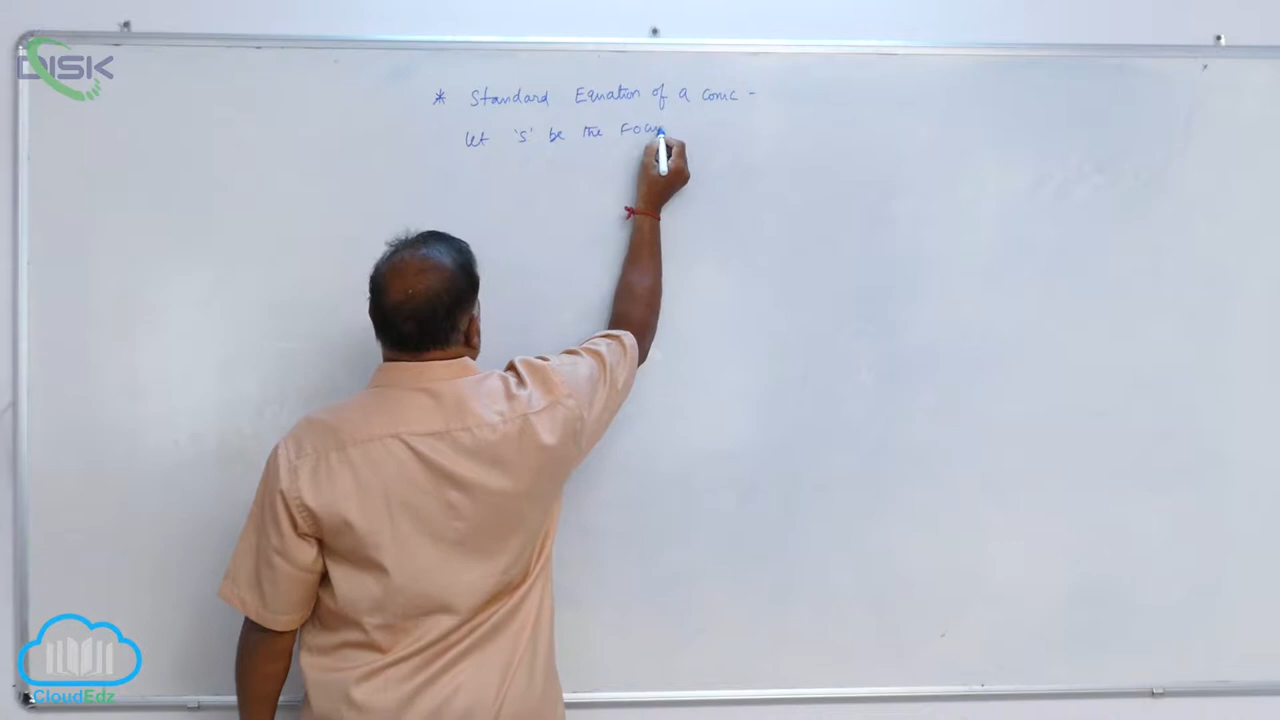 DISK
* Standard Equation of a conic -
let 's' be the Focu
CloudEdz